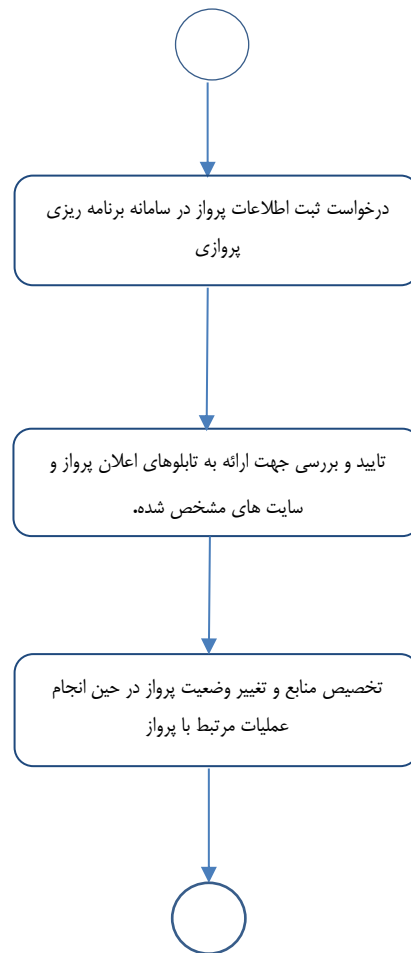 درخواست ثبت اطلاعات پرواز در سامانه برنامه ریزی
پروازی
تایید و بررسی جهت ارائه به تابلوهای اعلان پرواز و
سایت های مشخص شده.
تخصیص منابع و تغییر وضعیت پرواز در حین انجام
عملیات مرتبط با پرواز